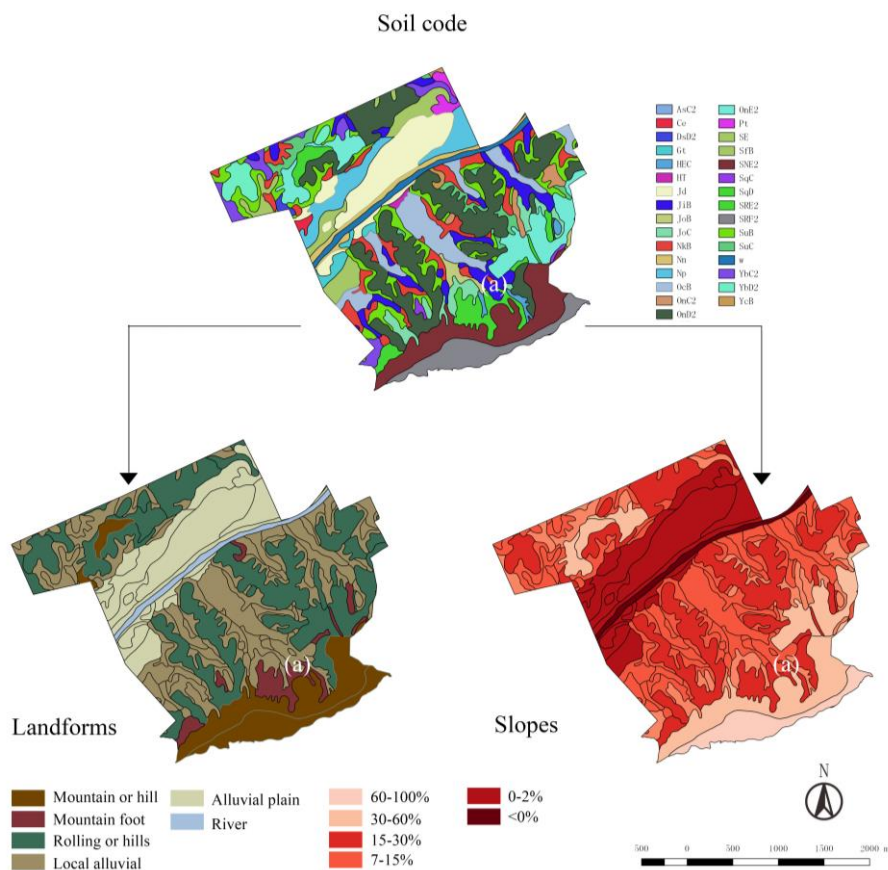 Soil code
AsC2
Co
DsD2
Gt
HEC
HT
Jd
JiB
JoB
JoC
NkB
Nn
Np
OcB
OnC2
OnD2
OnE2
Pt
SE
SfB
SNE2
SqC
SqD
SRE2
SRF2
SuB
SuC
w
YbC2
YhD2
YcB
(a)
(a)
(a)
Landforms
Slopes
Mountain or hill
Mountain foot
Rolling or hills
Local alluvial
Alluvial plain
River
60-100%
30-60%
15-30%
7-15%
0-2%
<0%
N
500 0 500 1000 1500 2000 m